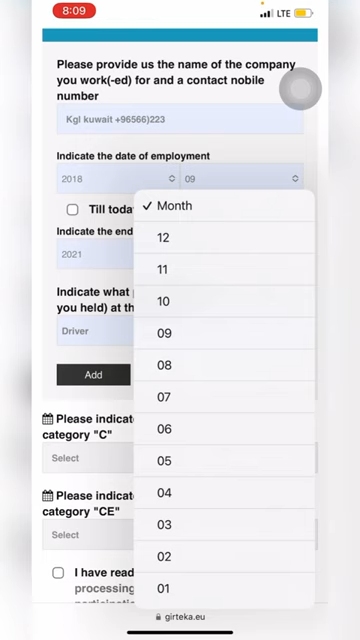 8:09
LTE
Please provide us the name of the company
you work(-ed) for and a contact nobile
number
Kgl kuwait +96566)223
Indicate the date of employment
2018
09
Till toda
Indicate the end
2021
Indicate what
you held) at th
Driver
Add
Please indicat
category "C"
Select
Please indicat
category "CE"
Select
I have read
processing
✓ Month
12
11
10
09
08
07
06
05
04
03
02
01
girteka.eu